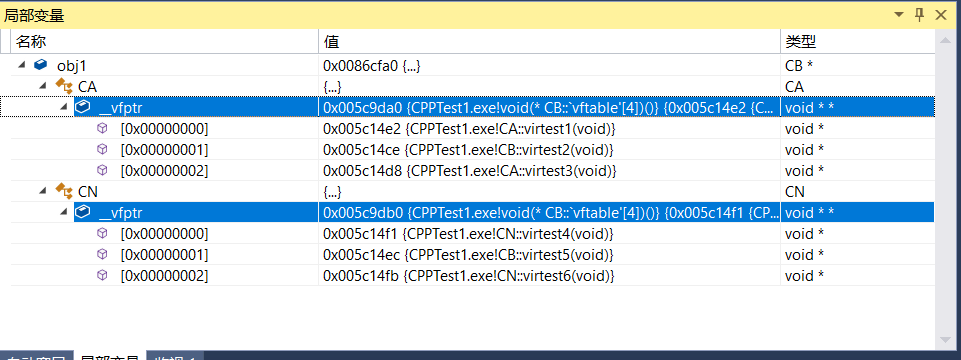 局部变量
名称 值 类型
obj1 0x0086cfa0 {...} CB *
CA {...} CA
__vfptr 0x005c9da0 {CPPTest1.exe!void(* CB::`vftable'[4])()} {0x005c14e2 {C... void * *
[0x00000000] 0x005c14e2 {CPPTest1.exe!CA::virtest1(void)} void *
[0x00000001] 0x005c14ce {CPPTest1.exe!CB::virtest2(void)} void *
[0x00000002] 0x005c14d8 {CPPTest1.exe!CA::virtest3(void)} void *
CN {...} CN
__vfptr 0x005c9db0 {CPPTest1.exe!void(* CB::`vftable'[4])()} {0x005c14f1 {CP... void * *
[0x00000000] 0x005c14f1 {CPPTest1.exe!CN::virtest4(void)} void *
[0x00000001] 0x005c14ec {CPPTest1.exe!CB::virtest5(void)} void *
[0x00000002] 0x005c14fb {CPPTest1.exe!CN::virtest6(void)} void *
局部变量